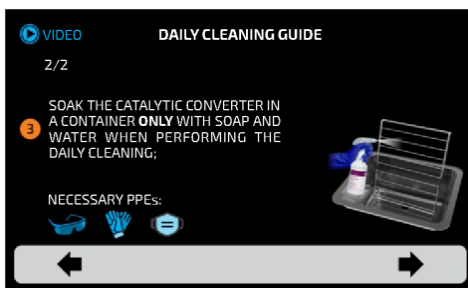 VIDEO
DAILY CLEANING GUIDE
2/2
3
SOAK THE CATALYTIC CONVERTER IN
A CONTAINER ONLY WITH SOAP AND
WATER WHEN PERFORMING THE
DAILY CLEANING;
NECESSARY PPEs: